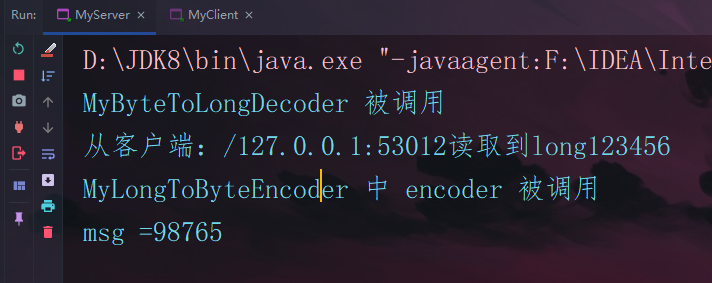 Run: MyServer × MyClient ×
D:\JDK8\bin\java.exe "-javaagent:F:\IDEA\Inte
MyByteToLongDecoder 被调用
从客户端：/127.0.0.1:53012读取到long123456
MyLongToByteEncoder 中 encoder 被调用
msg =98765